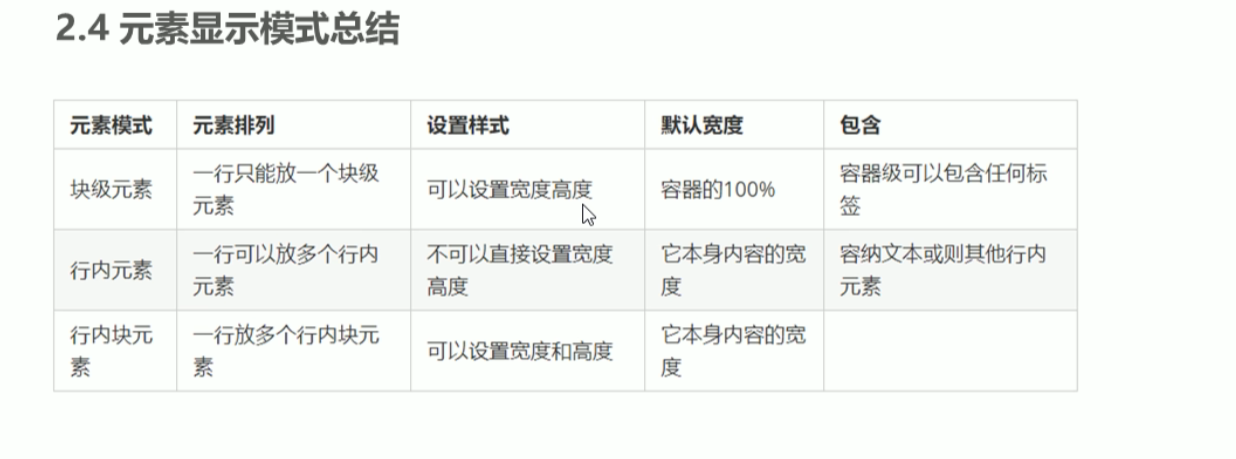 2.4 元素显示模式总结
元素模式 元素排列 设置样式 默认宽度 包含
块级元素
一行只能放一个块级
元素
可以设置宽度高度
容器的100%
容器级可以包含任何标
签
行内元素
一行可以放多个行内
元素
不可以直接设置宽度
高度
它本身内容的宽
度
容纳文本或则其他行内
元素
行内块元
素
一行放多个行内块元
素
可以设置宽度和高度
它本身内容的宽
度